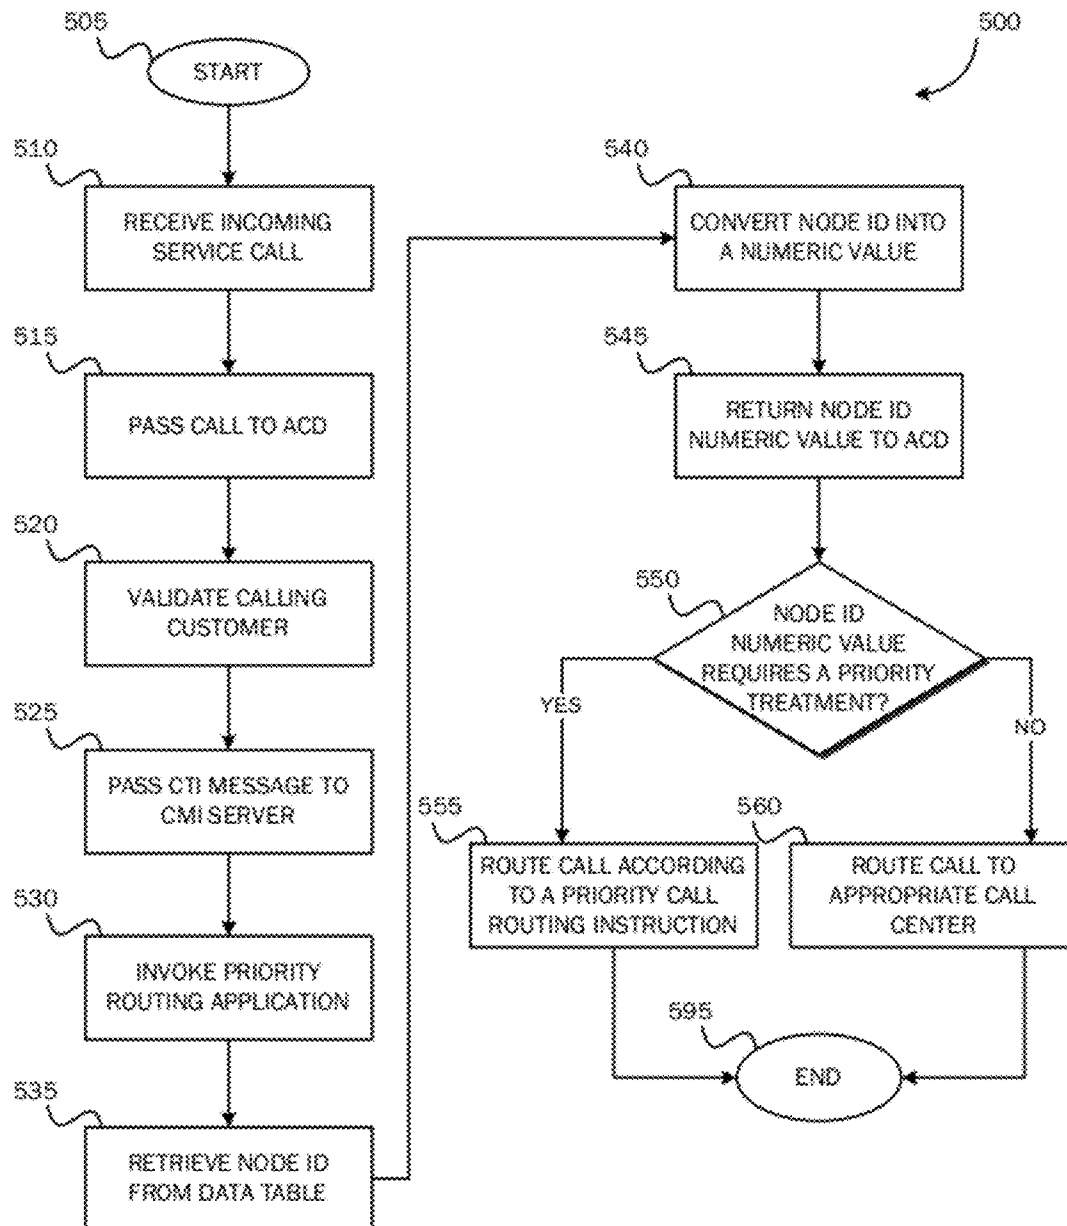 505
START
500
510
RECEIVE INCOMING
SERVICE CALL
515
PASS CALL TO ACD
520
VALIDATE CALLING
CUSTOMER
525
PASS CTI MESSAGE TO
CMI SERVER
530
INVOKE PRIORITY
ROUTING APPLICATION
535
RETRIEVE NODE ID
FROM DATA TABLE
540
CONVERT NODE ID INTO
A NUMERIC VALUE
545
RETURN NODE ID
NUMERIC VALUE TO ACD
550
NODE ID
NUMERIC VALUE
REQUIRES A PRIORITY
TREATMENT?
YES
NO
555
ROUTE CALL ACCORDING
TO A PRIORITY CALL
ROUTING INSTRUCTION
560
ROUTE CALL TO
APPROPRIATE CALL
CENTER
595
END